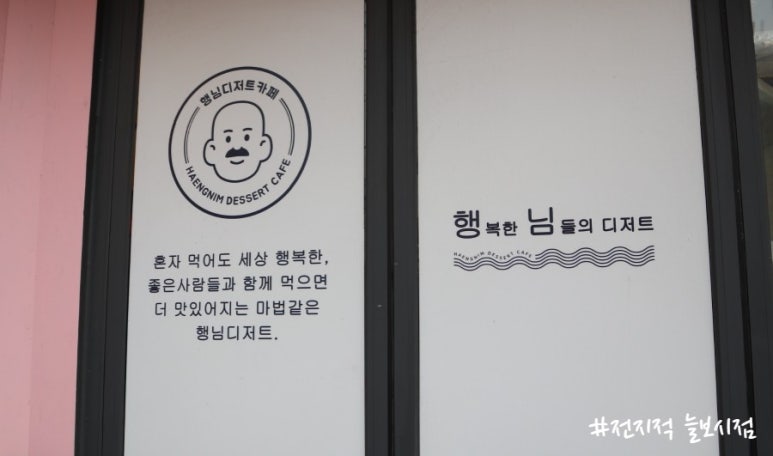 행님디저트카페
HAENGNIM DESSERT CAFE
혼자 먹어도 세상 행복한,
좋은사람들과 함께 먹으면
더 맛있어지는 마법같은
행님디저트.
행복한 님들의 디저트
HAENGNIM DESSERT CAFE
#전지적 늘보시점